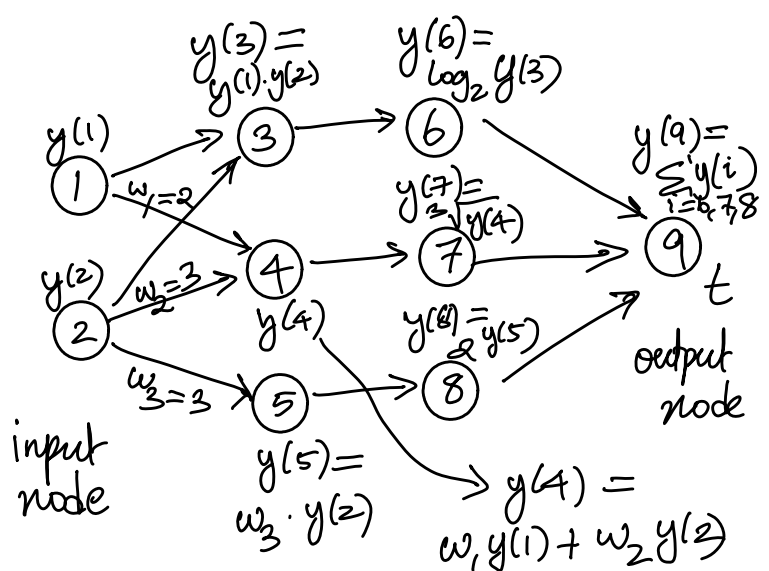 y(3) =
y(1)·y(2)
y(6) =
log₂ y(3)
y(1)
1
3
6
y(9) =
∑ y(i)
i=6,7,8
w₁=2
y(7) =
³√y(4)
y(2)
2
w₂=3
4
7
9
t
y(4)
y(8) =
2y(5)
output
node
w₃=3
5
8
input
node
y(5) =
w₃ · y(2)
y(4) =
w₁y(1) + w₂y(2)